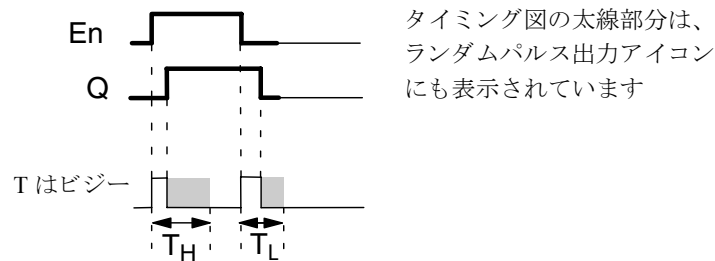 En
Q
T はビジー
TH
TL
タイミング図の太線部分は、
ランダムパルス出力アイコン
にも表示されています